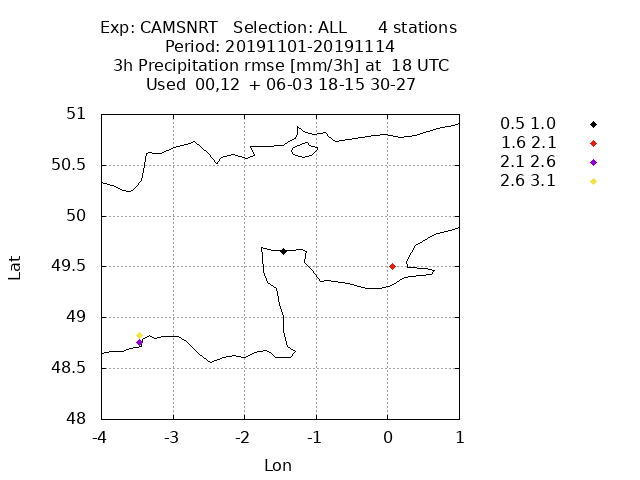 Exp: CAMSNRT   Selection: ALL      4 stations
Period: 20191101-20191114
3h Precipitation rmse [mm/3h] at  18 UTC
Used  00,12  + 06-03 18-15 30-27
51
50.5
50
49.5
49
48.5
48
Lat
-4
-3
-2
-1
0
1
Lon
0.5 1.0
1.6 2.1
2.1 2.6
2.6 3.1